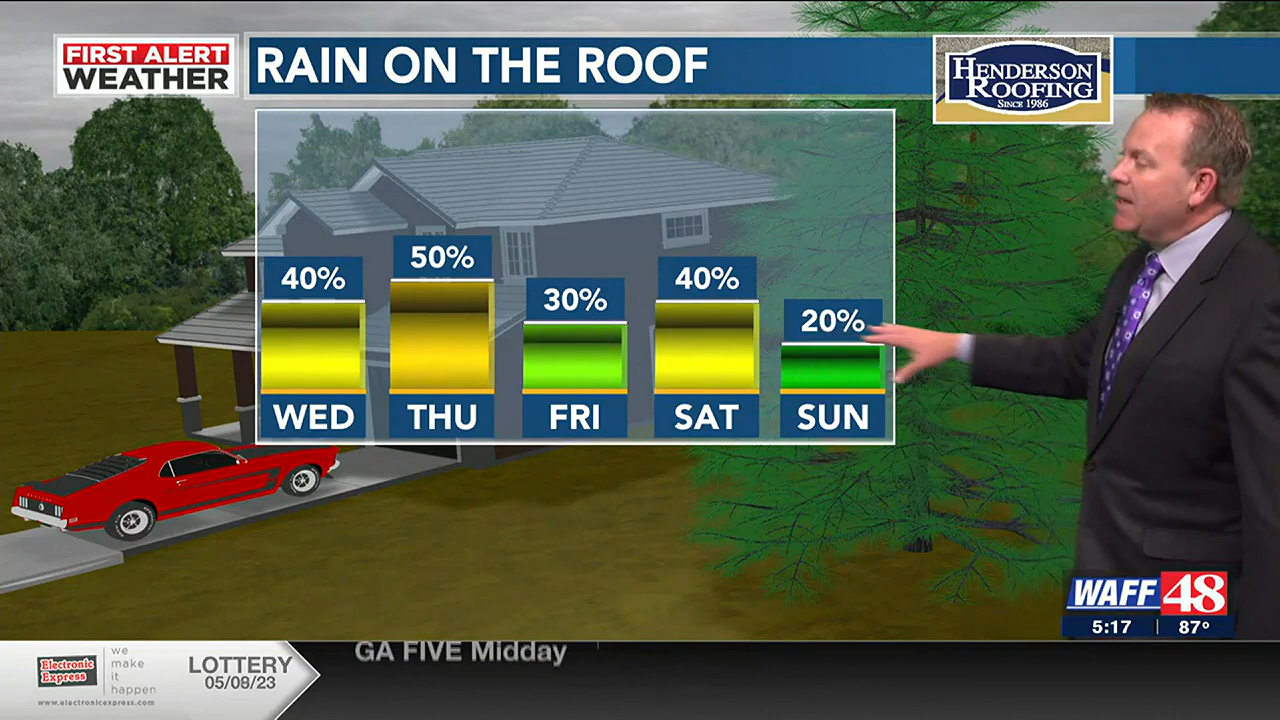 FIRST ALERT
WEATHER
RAIN ON THE ROOF
HENDERSON
ROOFING
SINCE 1986
40%
50%
30%
40%
20%
WED
THU
FRI
SAT
SUN
WAFF 48
5:17 | 87°
Electronic
Express
we
make
it
happen
www.electronicexpress.com
LOTTERY
05/09/23
GA FIVE Midday